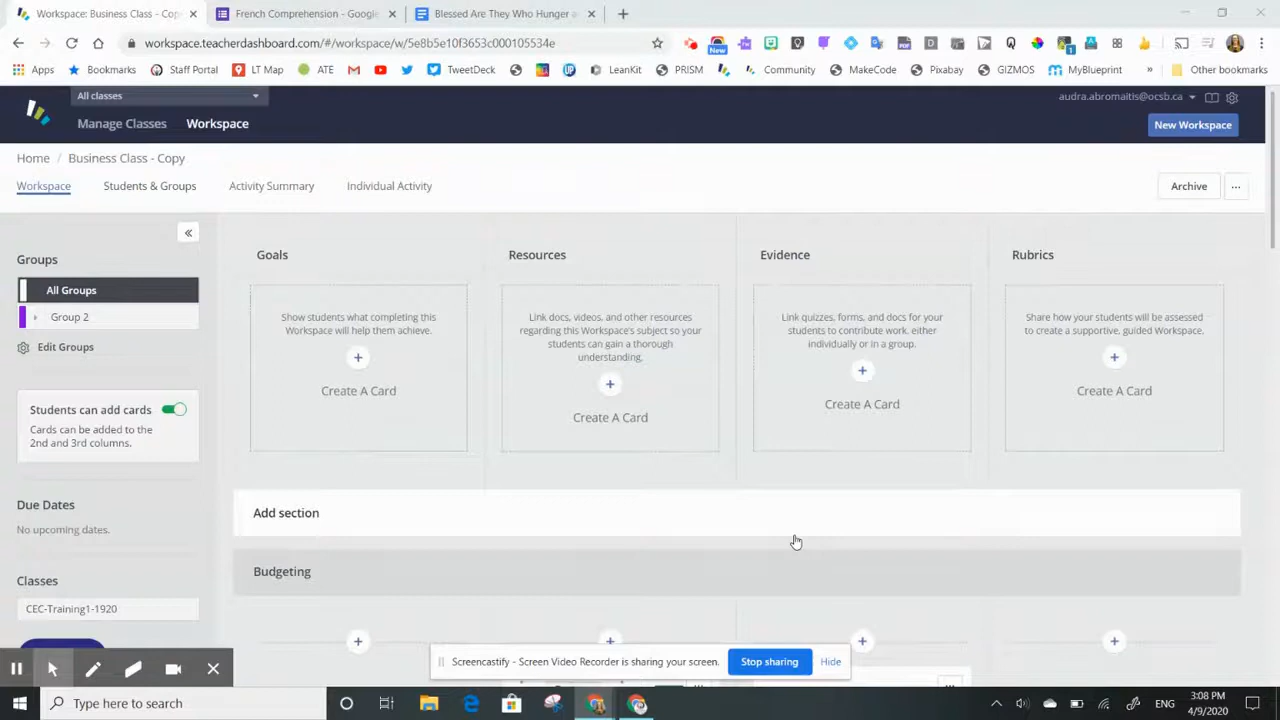 Workspace: Business Class - Cop
French Comprehension - Google
Blessed Are They Who Hunger a
workspace.teacherdashboard.com/#/workspace/w/5e8b5e10f3653c000105534e
New
1
Apps
Bookmarks
Staff Portal
LT Map
ATE
TweetDeck
LeanKit
PRISM
Community
MakeCode
Pixabay
GIZMOS
MyBlueprint
»
Other bookmarks
All classes
audra.abromaitis@ocsb.ca
Manage Classes
Workspace
New Workspace
Home / Business Class - Copy
Workspace
Students & Groups
Activity Summary
Individual Activity
Archive
...
«
Groups
All Groups
Group 2
Edit Groups
Students can add cards
Cards can be added to the
2nd and 3rd columns.
Due Dates
No upcoming dates.
Classes
CEC-Training1-1920
Goals
Show students what completing this
Workspace will help them achieve.
+
Create A Card
Resources
Link docs, videos, and other resources
regarding this Workspace's subject so your
students can gain a thorough
understanding.
+
Create A Card
Evidence
Link quizzes, forms, and docs for your
students to contribute work, either
individually or in a group.
+
Create A Card
Rubrics
Share how your students will be assessed
to create a supportive, guided Workspace.
+
Create A Card
Add section
Budgeting
+
+
+
+
Screencastify - Screen Video Recorder is sharing your screen.
Stop sharing
Hide
Type here to search
ENG
3:08 PM
4/9/2020